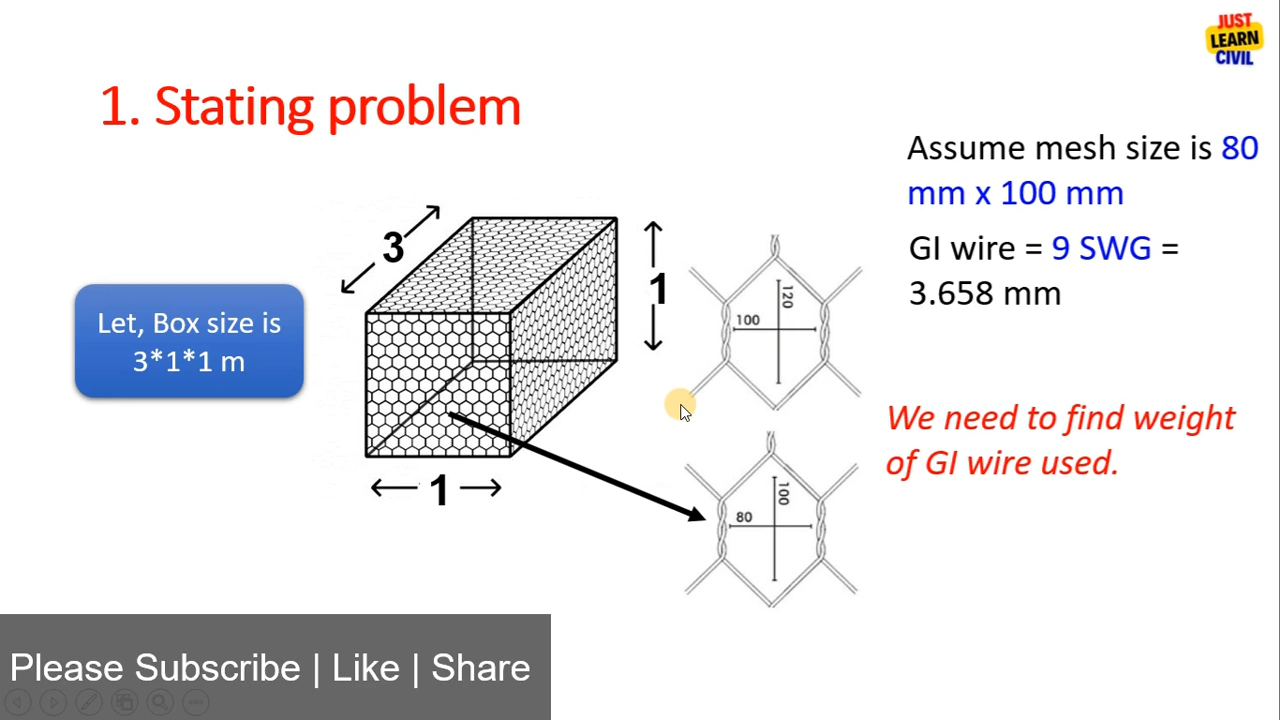 JUST
LEARN
CIVIL
1. Stating problem
Assume mesh size is 80
mm x 100 mm
GI wire = 9 SWG =
3.658 mm
Let, Box size is
3*1*1 m
3
1
1
120
100
100
80
We need to find weight
of GI wire used.
Please Subscribe | Like | Share